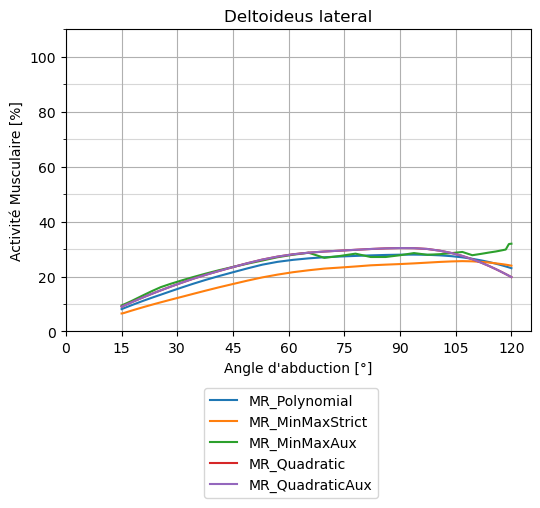 Deltoideus lateral
Activité Musculaire [%]
100
80
60
40
20
0
0 15 30 45 60 75 90 105 120
Angle d'abduction [°]
MR_Polynomial
MR_MinMaxStrict
MR_MinMaxAux
MR_Quadratic
MR_QuadraticAux